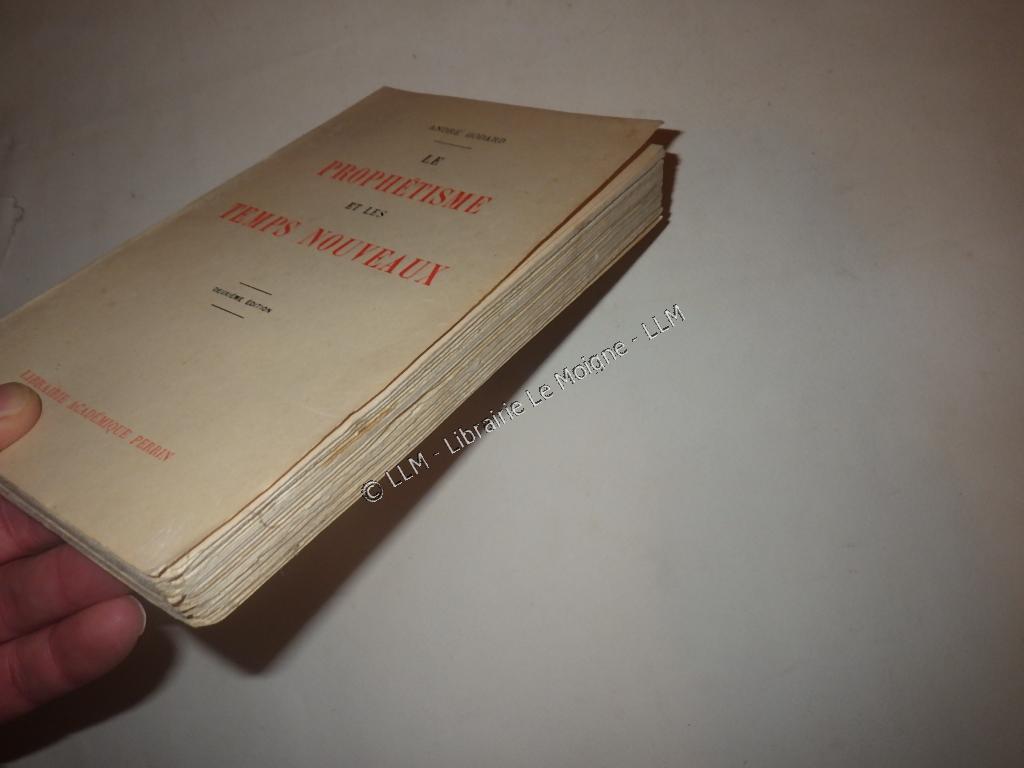 ANDRÉ GODARD
LE
PROPHÉTISME
ET LES
TEMPS NOUVEAUX
DEUXIÈME ÉDITION
LIBRAIRIE ACADÉMIQUE PERRIN
© LLM - Librairie Le Moigne - LLM